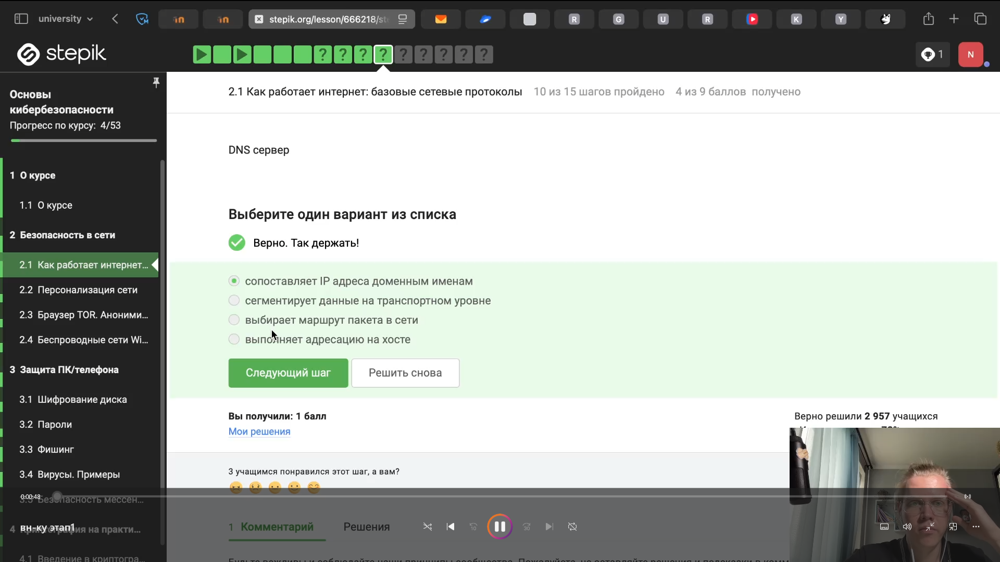 university
stepik.org/lesson/666218/st
R
G
U
R
K
Y
stepik
? ? ? ? ? ? ? ? ?
1
N
Основы
кибербезопасности
Прогресс по курсу: 4/53
1 О курсе
1.1 О курсе
2 Безопасность в сети
2.1 Как работает интернет...
2.2 Персонализация сети
2.3 Браузер TOR. Аноними...
2.4 Беспроводные сети Wi...
3 Защита ПК/телефона
3.1 Шифрование диска
3.2 Пароли
3.3 Фишинг
3.4 Вирусы. Примеры
3.5 Безопасность мессен...
4 Криптография на практи...
4.1 Введение в криптогра...
2.1 Как работает интернет: базовые сетевые протоколы 10 из 15 шагов пройдено 4 из 9 баллов получено
DNS сервер
Выберите один вариант из списка
Верно. Так держать!
сопоставляет IP адреса доменным именам
сегментирует данные на транспортном уровне
выбирает маршрут пакета в сети
выполняет адресацию на хосте
Следующий шаг
Решить снова
Вы получили: 1 балл
Мои решения
Верно решили 2 957 учащихся
3 учащимся понравился этот шаг, а вам?
0:00:48
вн-ку этап1
1 Комментарий
Решения
10
30